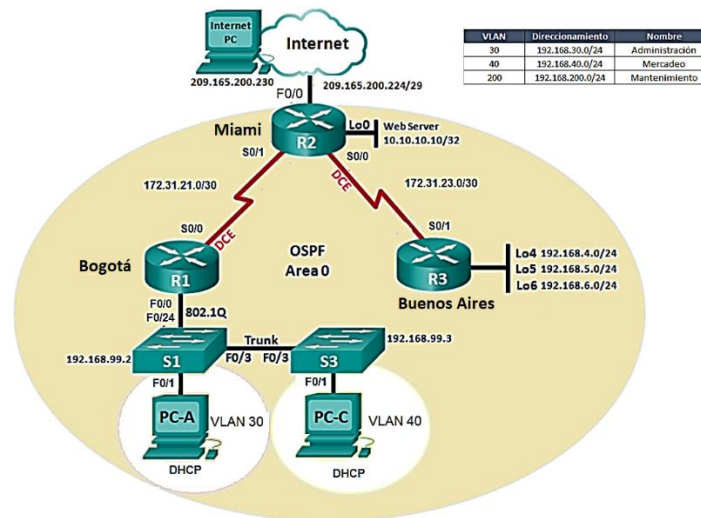 Internet
PC
Internet
209.165.200.230
209.165.200.224/29
F0/0
Miami
R2
Lo0
Web Server
10.10.10.10/32
S0/1
S0/0
DCE
172.31.21.0/30
172.31.23.0/30
S0/0
DCE
S0/1
Bogotá
R1
OSPF
Area 0
R3
Buenos Aires
Lo4 192.168.4.0/24
Lo5 192.168.5.0/24
Lo6 192.168.6.0/24
F0/0
F0/24
802.1Q
192.168.99.2
S1
Trunk
F0/3 F0/3
S3
192.168.99.3
F0/1
F0/1
PC-A
VLAN 30
PC-C
VLAN 40
DHCP
DHCP
VLAN Direccionamiento Nombre
30 192.168.30.0/24 Administración
40 192.168.40.0/24 Mercadeo
200 192.168.200.0/24 Mantenimiento